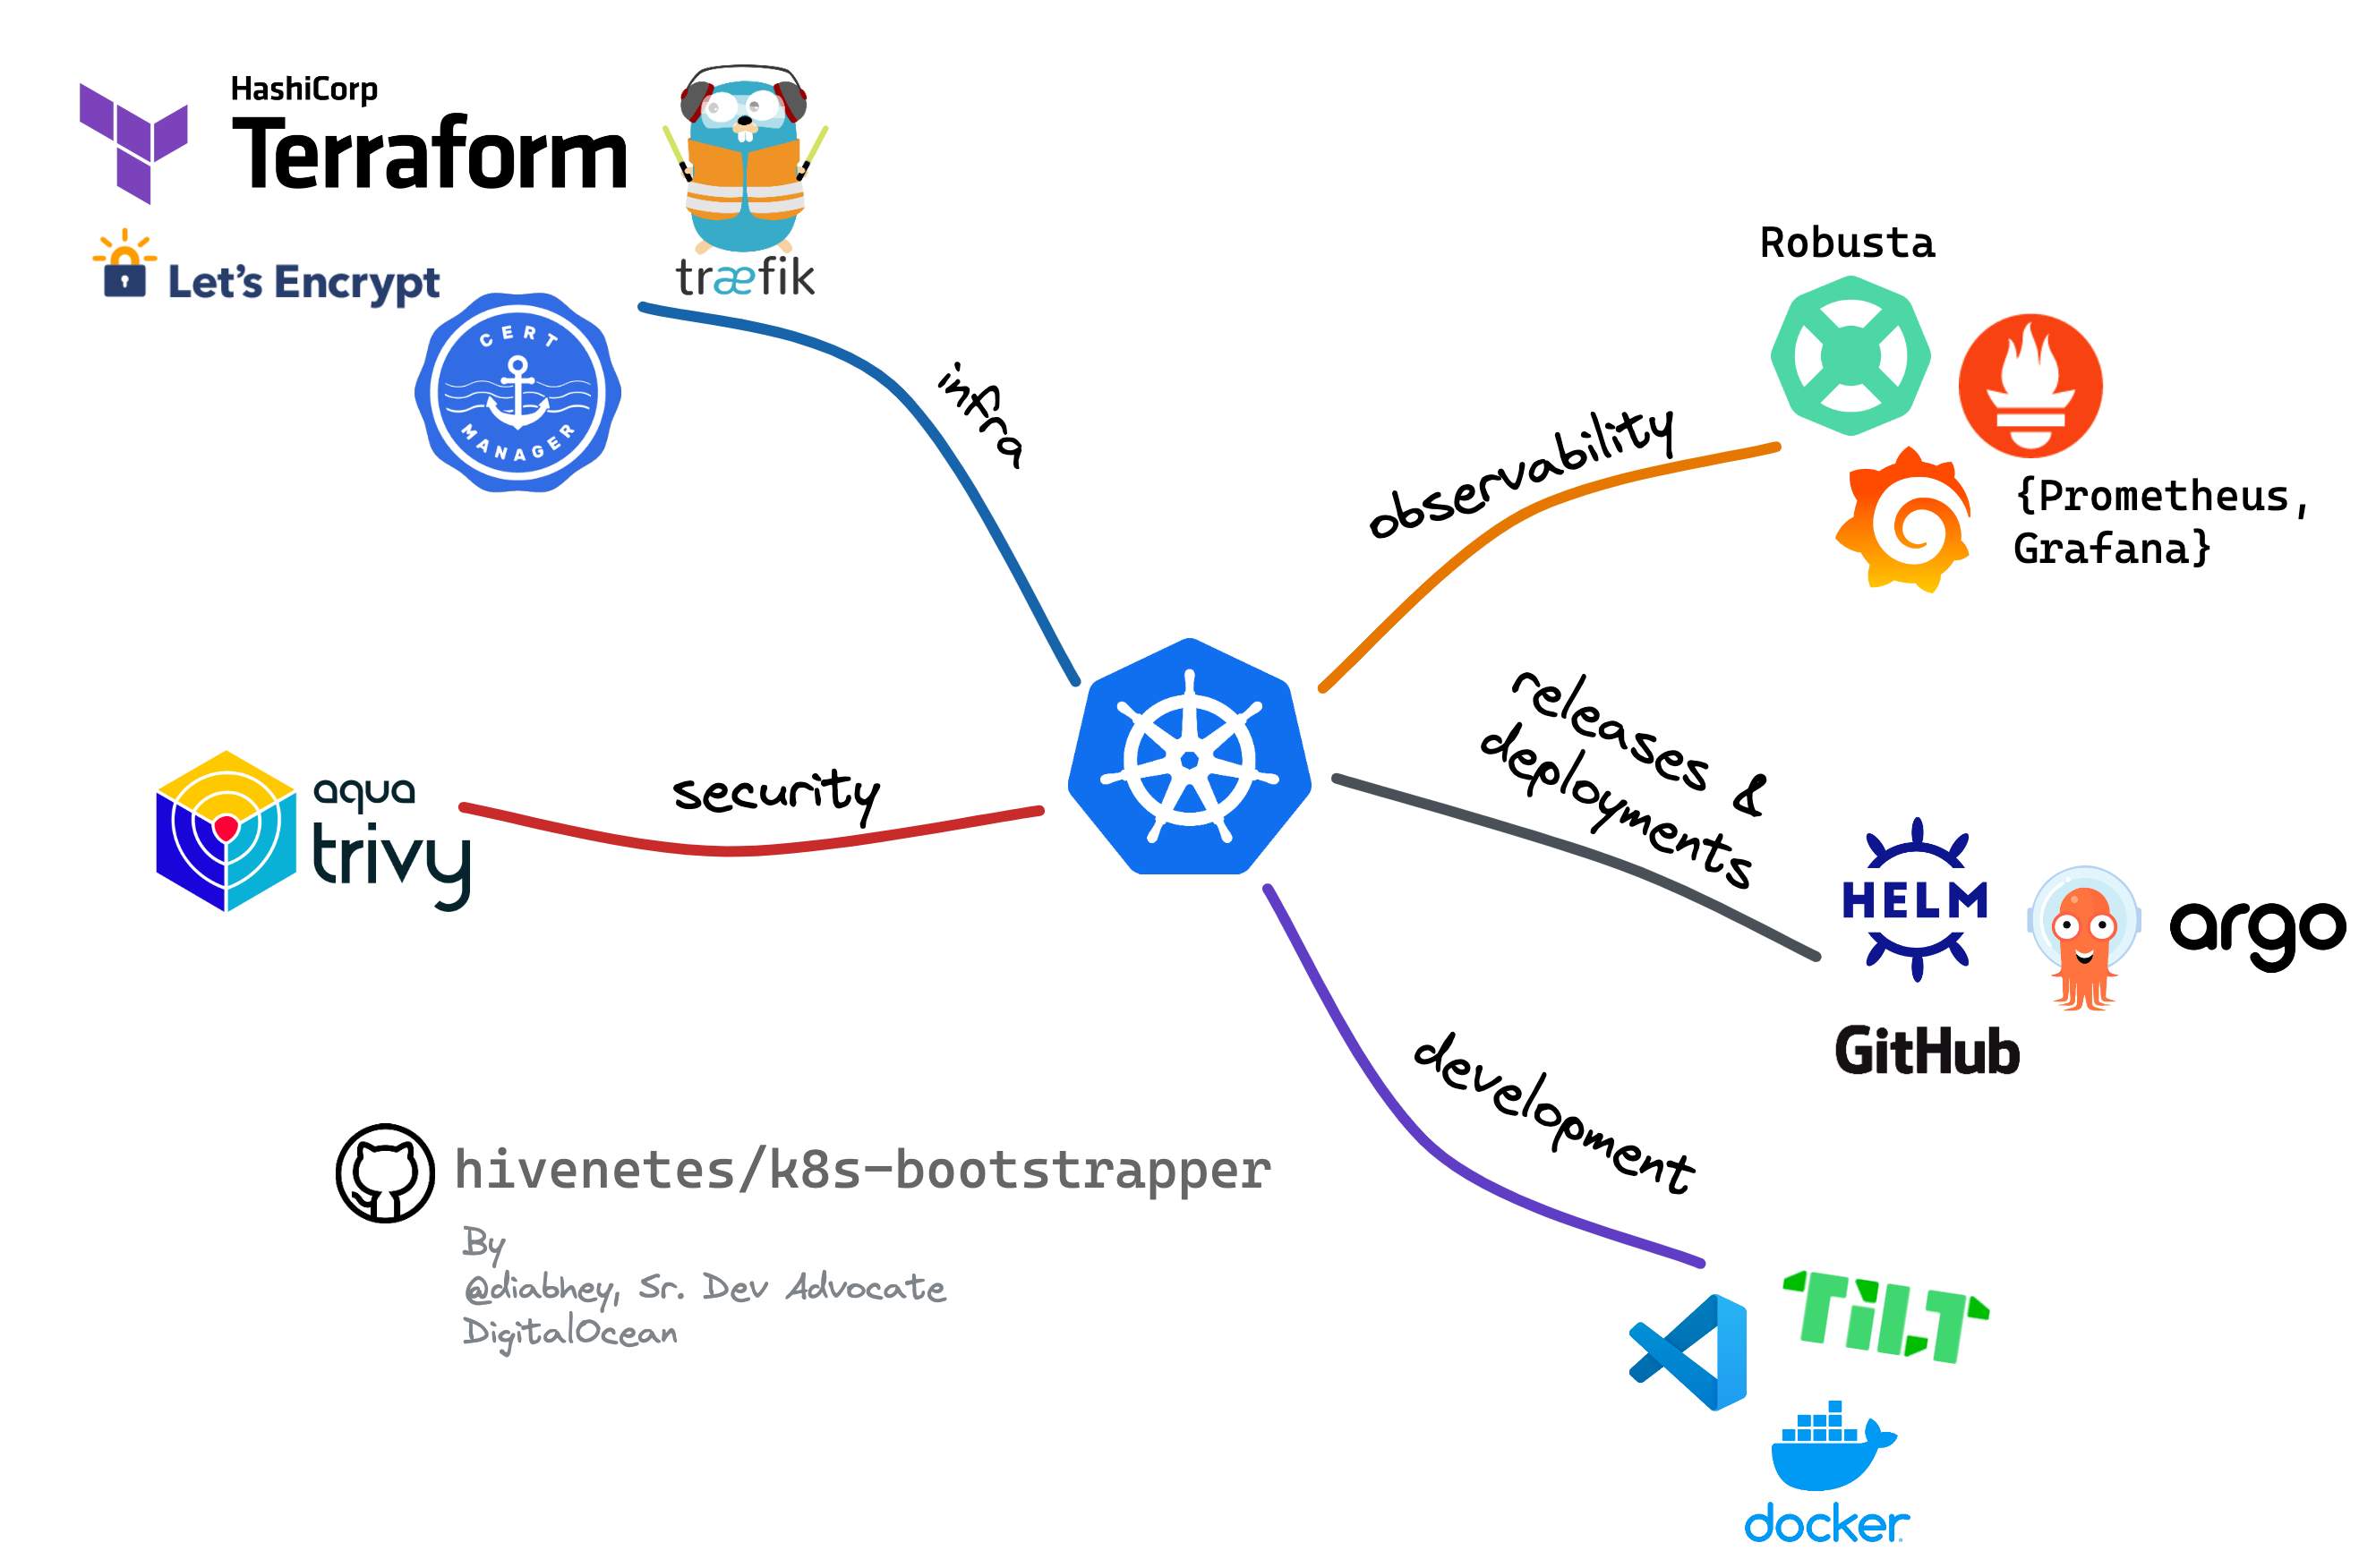 HashiCorp
Terraform
Let's Encrypt
CERT
MANAGER
træfik
infra
Robusta
{Prometheus,
Grafana}
observability
aqua
trivy
security
releases &
deployments
HELM
argo
GitHub
development
TiLT
docker
hivenetes/k8s-bootstrapper
By
@diabhey, Sr. Dev Advocate
DigitalOcean